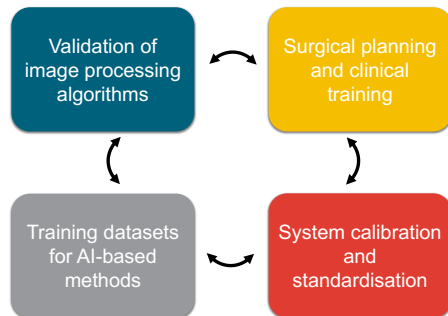 Validation of
image processing
algorithms
Surgical planning
and clinical
training
Training datasets
for AI-based
methods
System calibration
and
standardisation